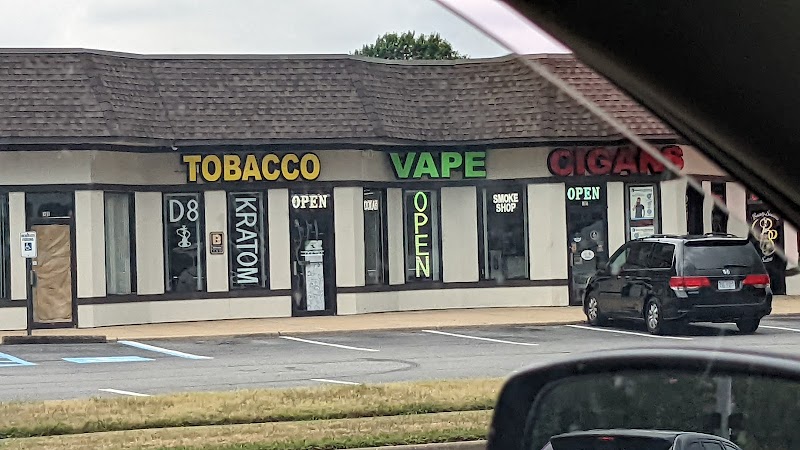 TOBACCO
VAPE
CIGARS
D8
KRATOM
OPEN
OPEN
SMOKE
SHOP
OPEN